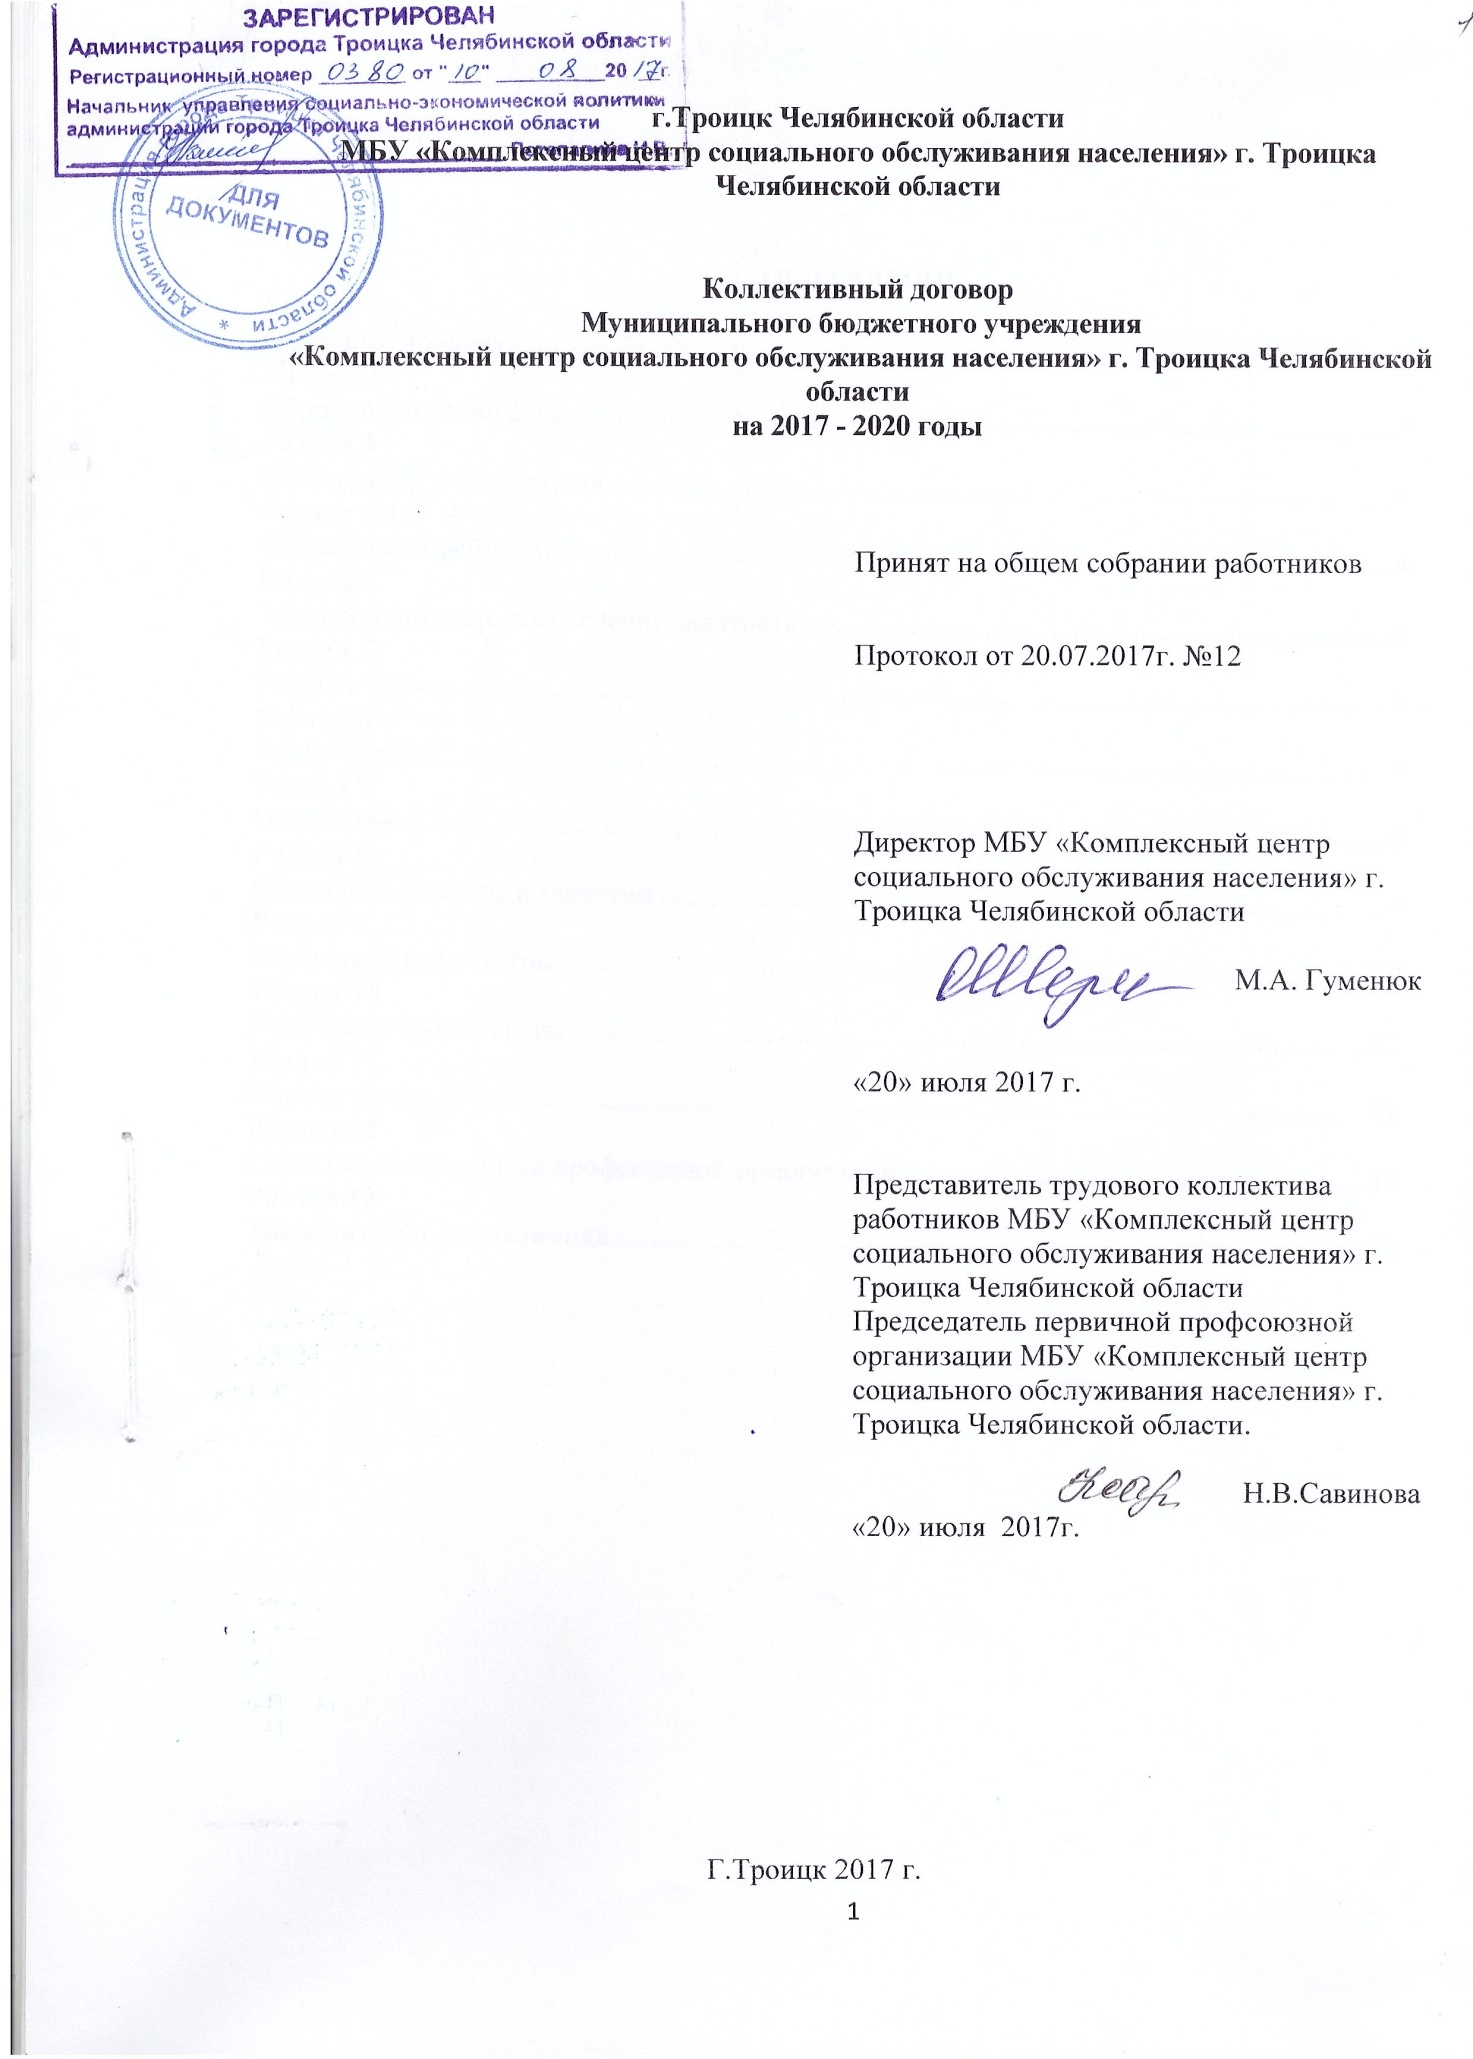 1
ЗАРЕГИСТРИРОВАН
Администрация города Троицка Челябинской области
Регистрационный номер 0380 от "10" 08 2017г.
Начальник управления социально-экономической политики
администрации города Троицка Челябинской области
ДЛЯ
ДОКУМЕНТОВ
г.Троицк Челябинской области
МБУ «Комплексный центр социального обслуживания населения» г. Троицка
Челябинской области
Коллективный договор
Муниципального бюджетного учреждения
«Комплексный центр социального обслуживания населения» г. Троицка Челябинской
области
на 2017 - 2020 годы
Принят на общем собрании работников
Протокол от 20.07.2017г. №12
Директор МБУ «Комплексный центр
социального обслуживания населения» г.
Троицка Челябинской области
М.А. Гуменюк
«20» июля 2017 г.
Представитель трудового коллектива
работников МБУ «Комплексный центр
социального обслуживания населения» г.
Троицка Челябинской области
Председатель первичной профсоюзной
организации МБУ «Комплексный центр
социального обслуживания населения» г.
Троицка Челябинской области.
Н.В.Савинова
«20» июля 2017г.
Г.Троицк 2017 г.
1